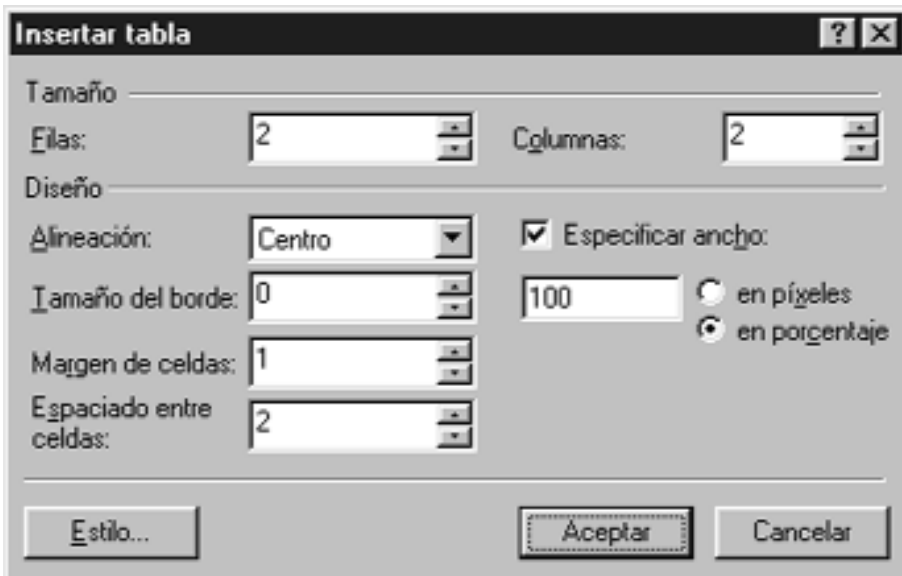 Insertar tabla
Tamaño
Filas: 2 Columnas: 2
Diseño
Alineación: Centro Especificar ancho:
Tamaño del borde: 0 100 en píxeles
en porcentaje
Margen de celdas: 1
Espaciado entre
celdas: 2
Estilo... Aceptar Cancelar